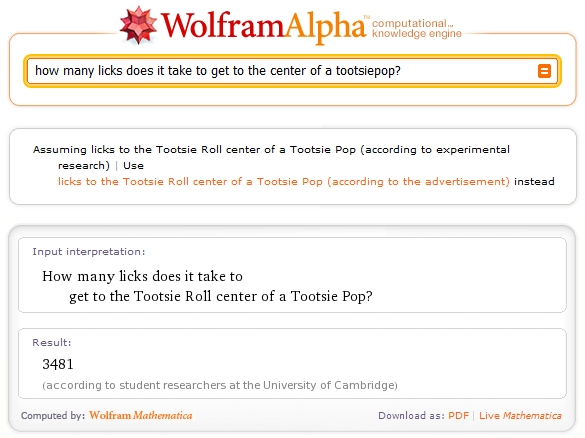 WolframAlpha™ computational... knowledge engine
how many licks does it take to get to the center of a tootsiepop?
Assuming licks to the Tootsie Roll center of a Tootsie Pop (according to experimental
research) | Use
licks to the Tootsie Roll center of a Tootsie Pop (according to the advertisement) instead
Input interpretation:
How many licks does it take to
get to the Tootsie Roll center of a Tootsie Pop?
Result:
3481
(according to student researchers at the University of Cambridge)
Computed by: Wolfram Mathematica
Download as: PDF | Live Mathematica